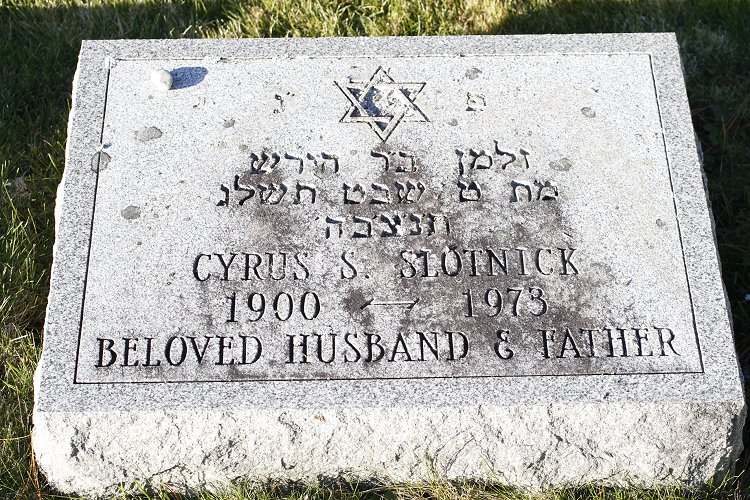 פ נ
זלמן בר הירש
מת ט שבט תשלג
תנצבה
CYRUS S. SLOTNICK
1900 ⟷ 1973
BELOVED HUSBAND & FATHER